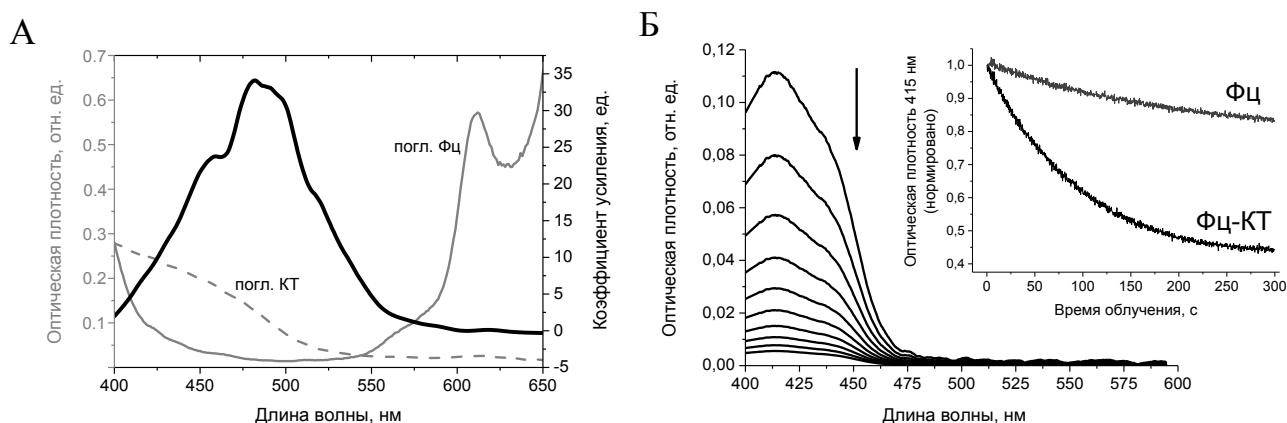 А
Оптическая плотность, отн. ед.
0.7
0.6
0.5
0.4
0.3
0.2
0.1
погл. Фц
погл. КТ
35
30
25
20
15
10
5
0
-5
Коэффициент усиления, ед.
400 450 500 550 600 650
Длина волны, нм
Б
Оптическая плотность, отн. ед.
0,12
0,10
0,08
0,06
0,04
0,02
0,00
400 425 450 475 500 525 550 575 600
Длина волны, нм
Оптическая плотность 415 нм
(нормировано)
1,0
0,9
0,8
0,7
0,6
0,5
0,4
Фц
Фц-КТ
0 50 100 150 200 250 300
Время облучения, с